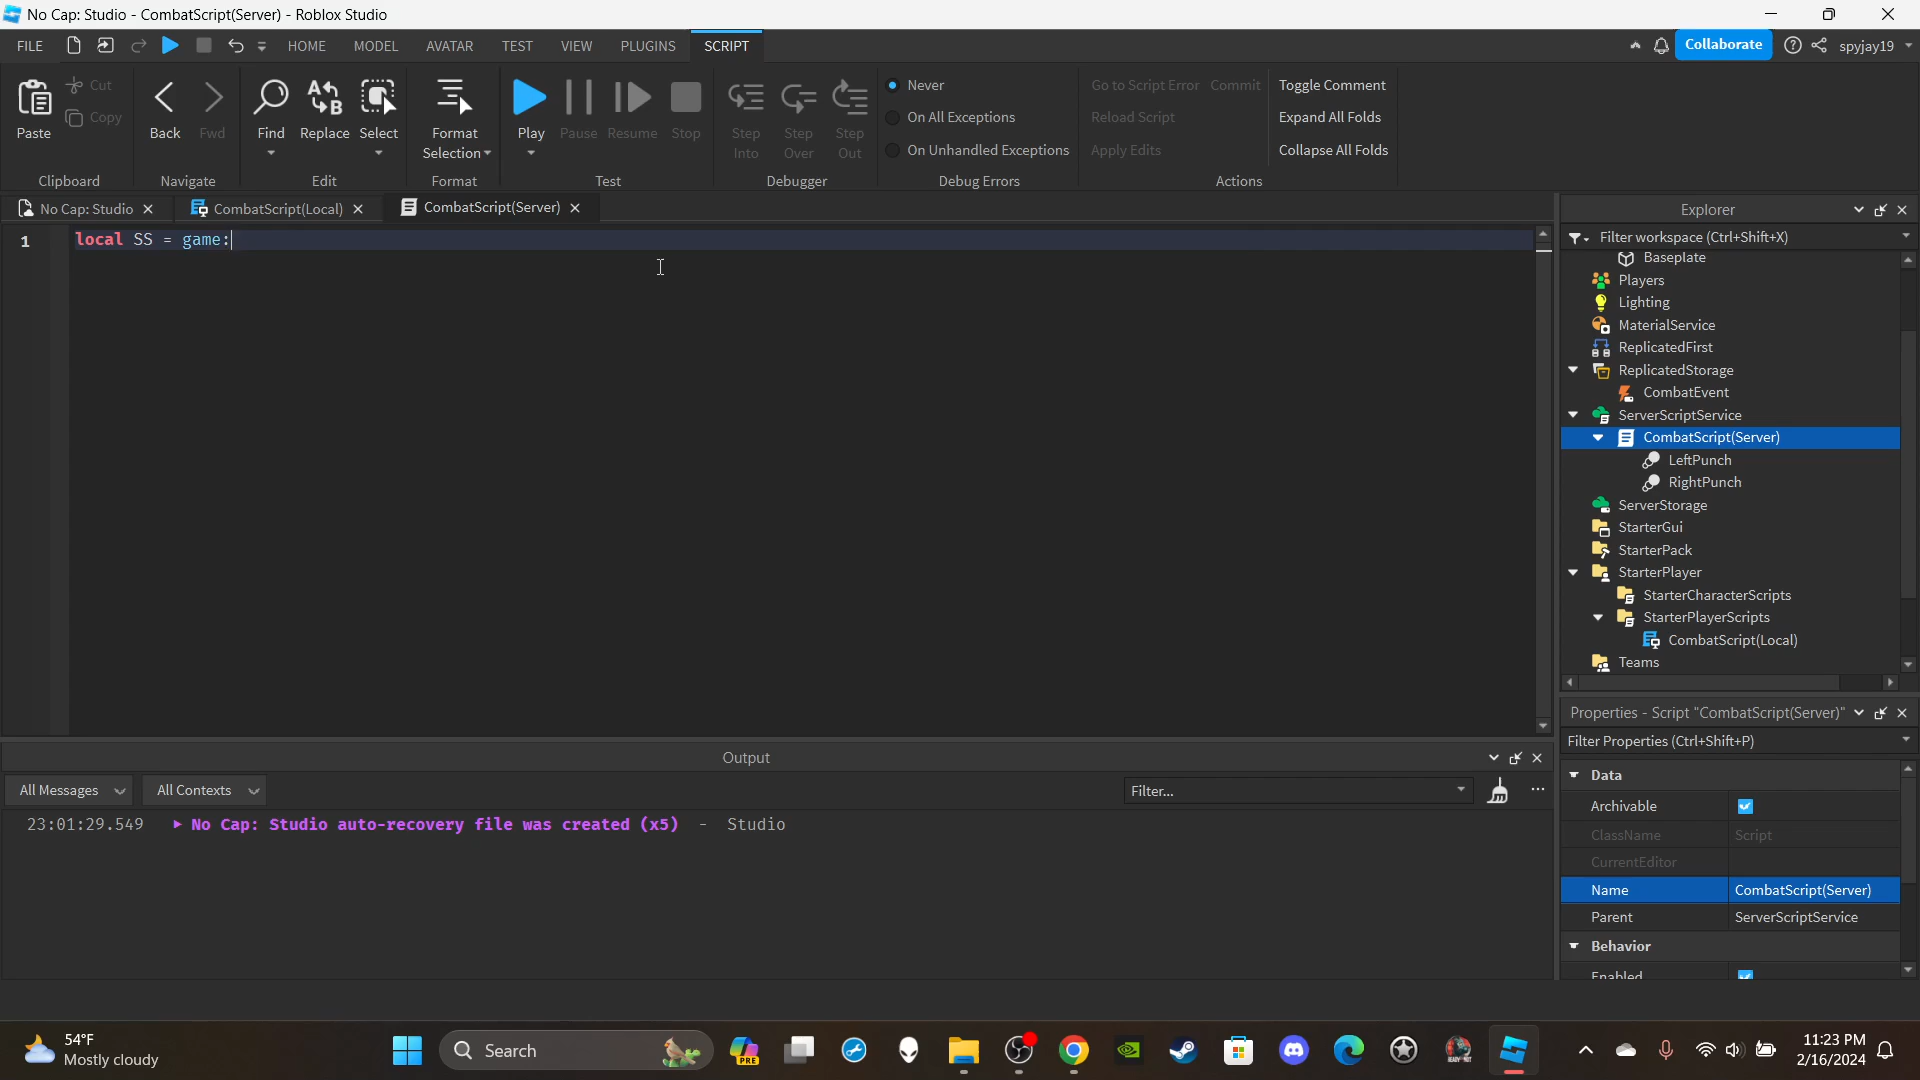 No Cap: Studio - CombatScript(Server) - Roblox Studio
FILE HOME MODEL AVATAR TEST VIEW PLUGINS SCRIPT Collaborate spyjay19
Paste Cut Copy Clipboard
Back Fwd Navigate
Find Replace Select Edit
Format Selection Format
Play Pause Resume Stop Test
Step Into Step Over Step Out Debugger
Never
On All Exceptions
On Unhandled Exceptions
Debug Errors
Go to Script Error Commit
Reload Script
Apply Edits
Toggle Comment
Expand All Folds
Collapse All Folds
Actions
No Cap: Studio CombatScript(Local) CombatScript(Server)
1 local SS = game:
Explorer
Filter workspace (Ctrl+Shift+X)
Baseplate
Players
Lighting
MaterialService
ReplicatedFirst
ReplicatedStorage
CombatEvent
ServerScriptService
CombatScript(Server)
LeftPunch
RightPunch
ServerStorage
StarterGui
StarterPack
StarterPlayer
StarterCharacterScripts
StarterPlayerScripts
CombatScript(Local)
Teams
Properties - Script "CombatScript(Server)"
Filter Properties (Ctrl+Shift+P)
Data
Archivable
ClassName Script
CurrentEditor
Name CombatScript(Server)
Parent ServerScriptService
Behavior
Enabled
Output
All Messages All Contexts Filter...
23:01:29.549 No Cap: Studio auto-recovery file was created (x5) - Studio
54°F
Mostly cloudy
Search
PRE
11:23 PM
2/16/2024